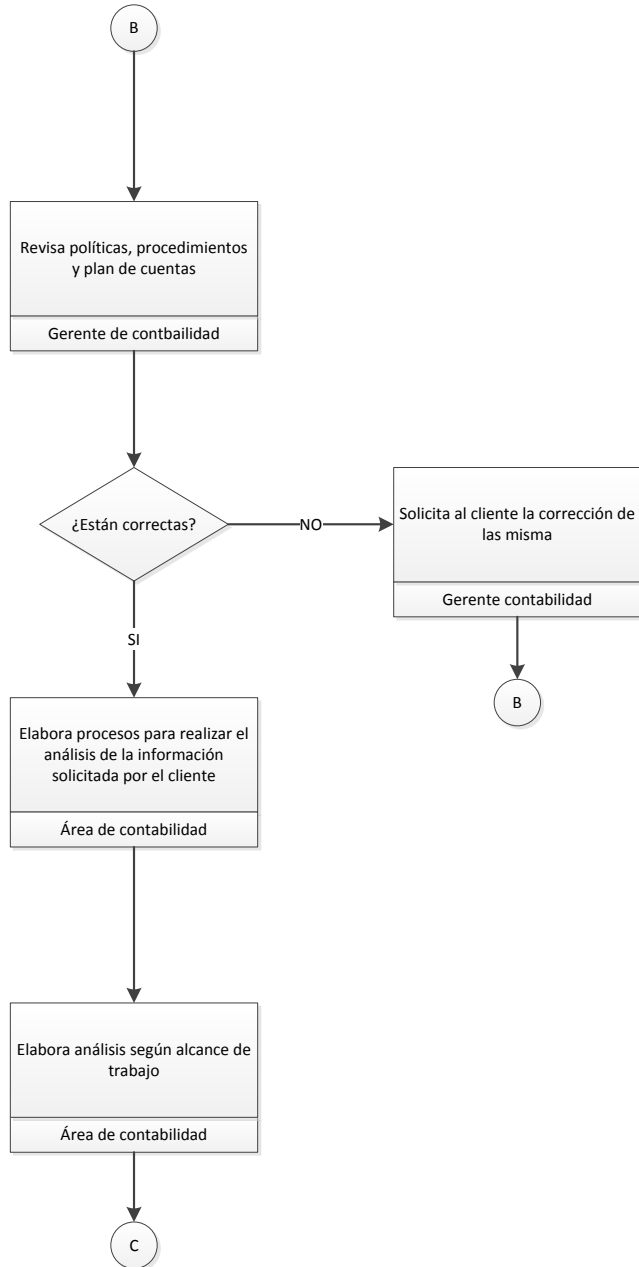 B
Revisa políticas, procedimientos
y plan de cuentas
Gerente de contbailidad
¿Están correctas?
NO
Solicita al cliente la corrección de
las misma
Gerente contabilidad
B
SI
Elabora procesos para realizar el
análisis de la información
solicitada por el cliente
Área de contabilidad
Elabora análisis según alcance de
trabajo
Área de contabilidad
C